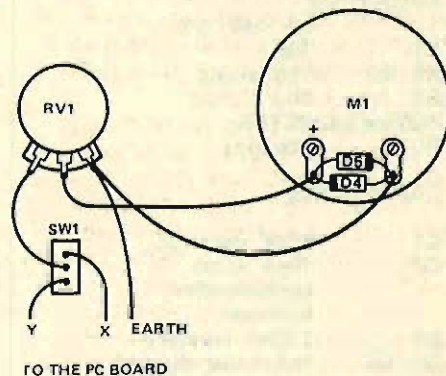 RV1
M1
+
D5
D4
SW1
Y
X
EARTH
TO THE PC BOARD